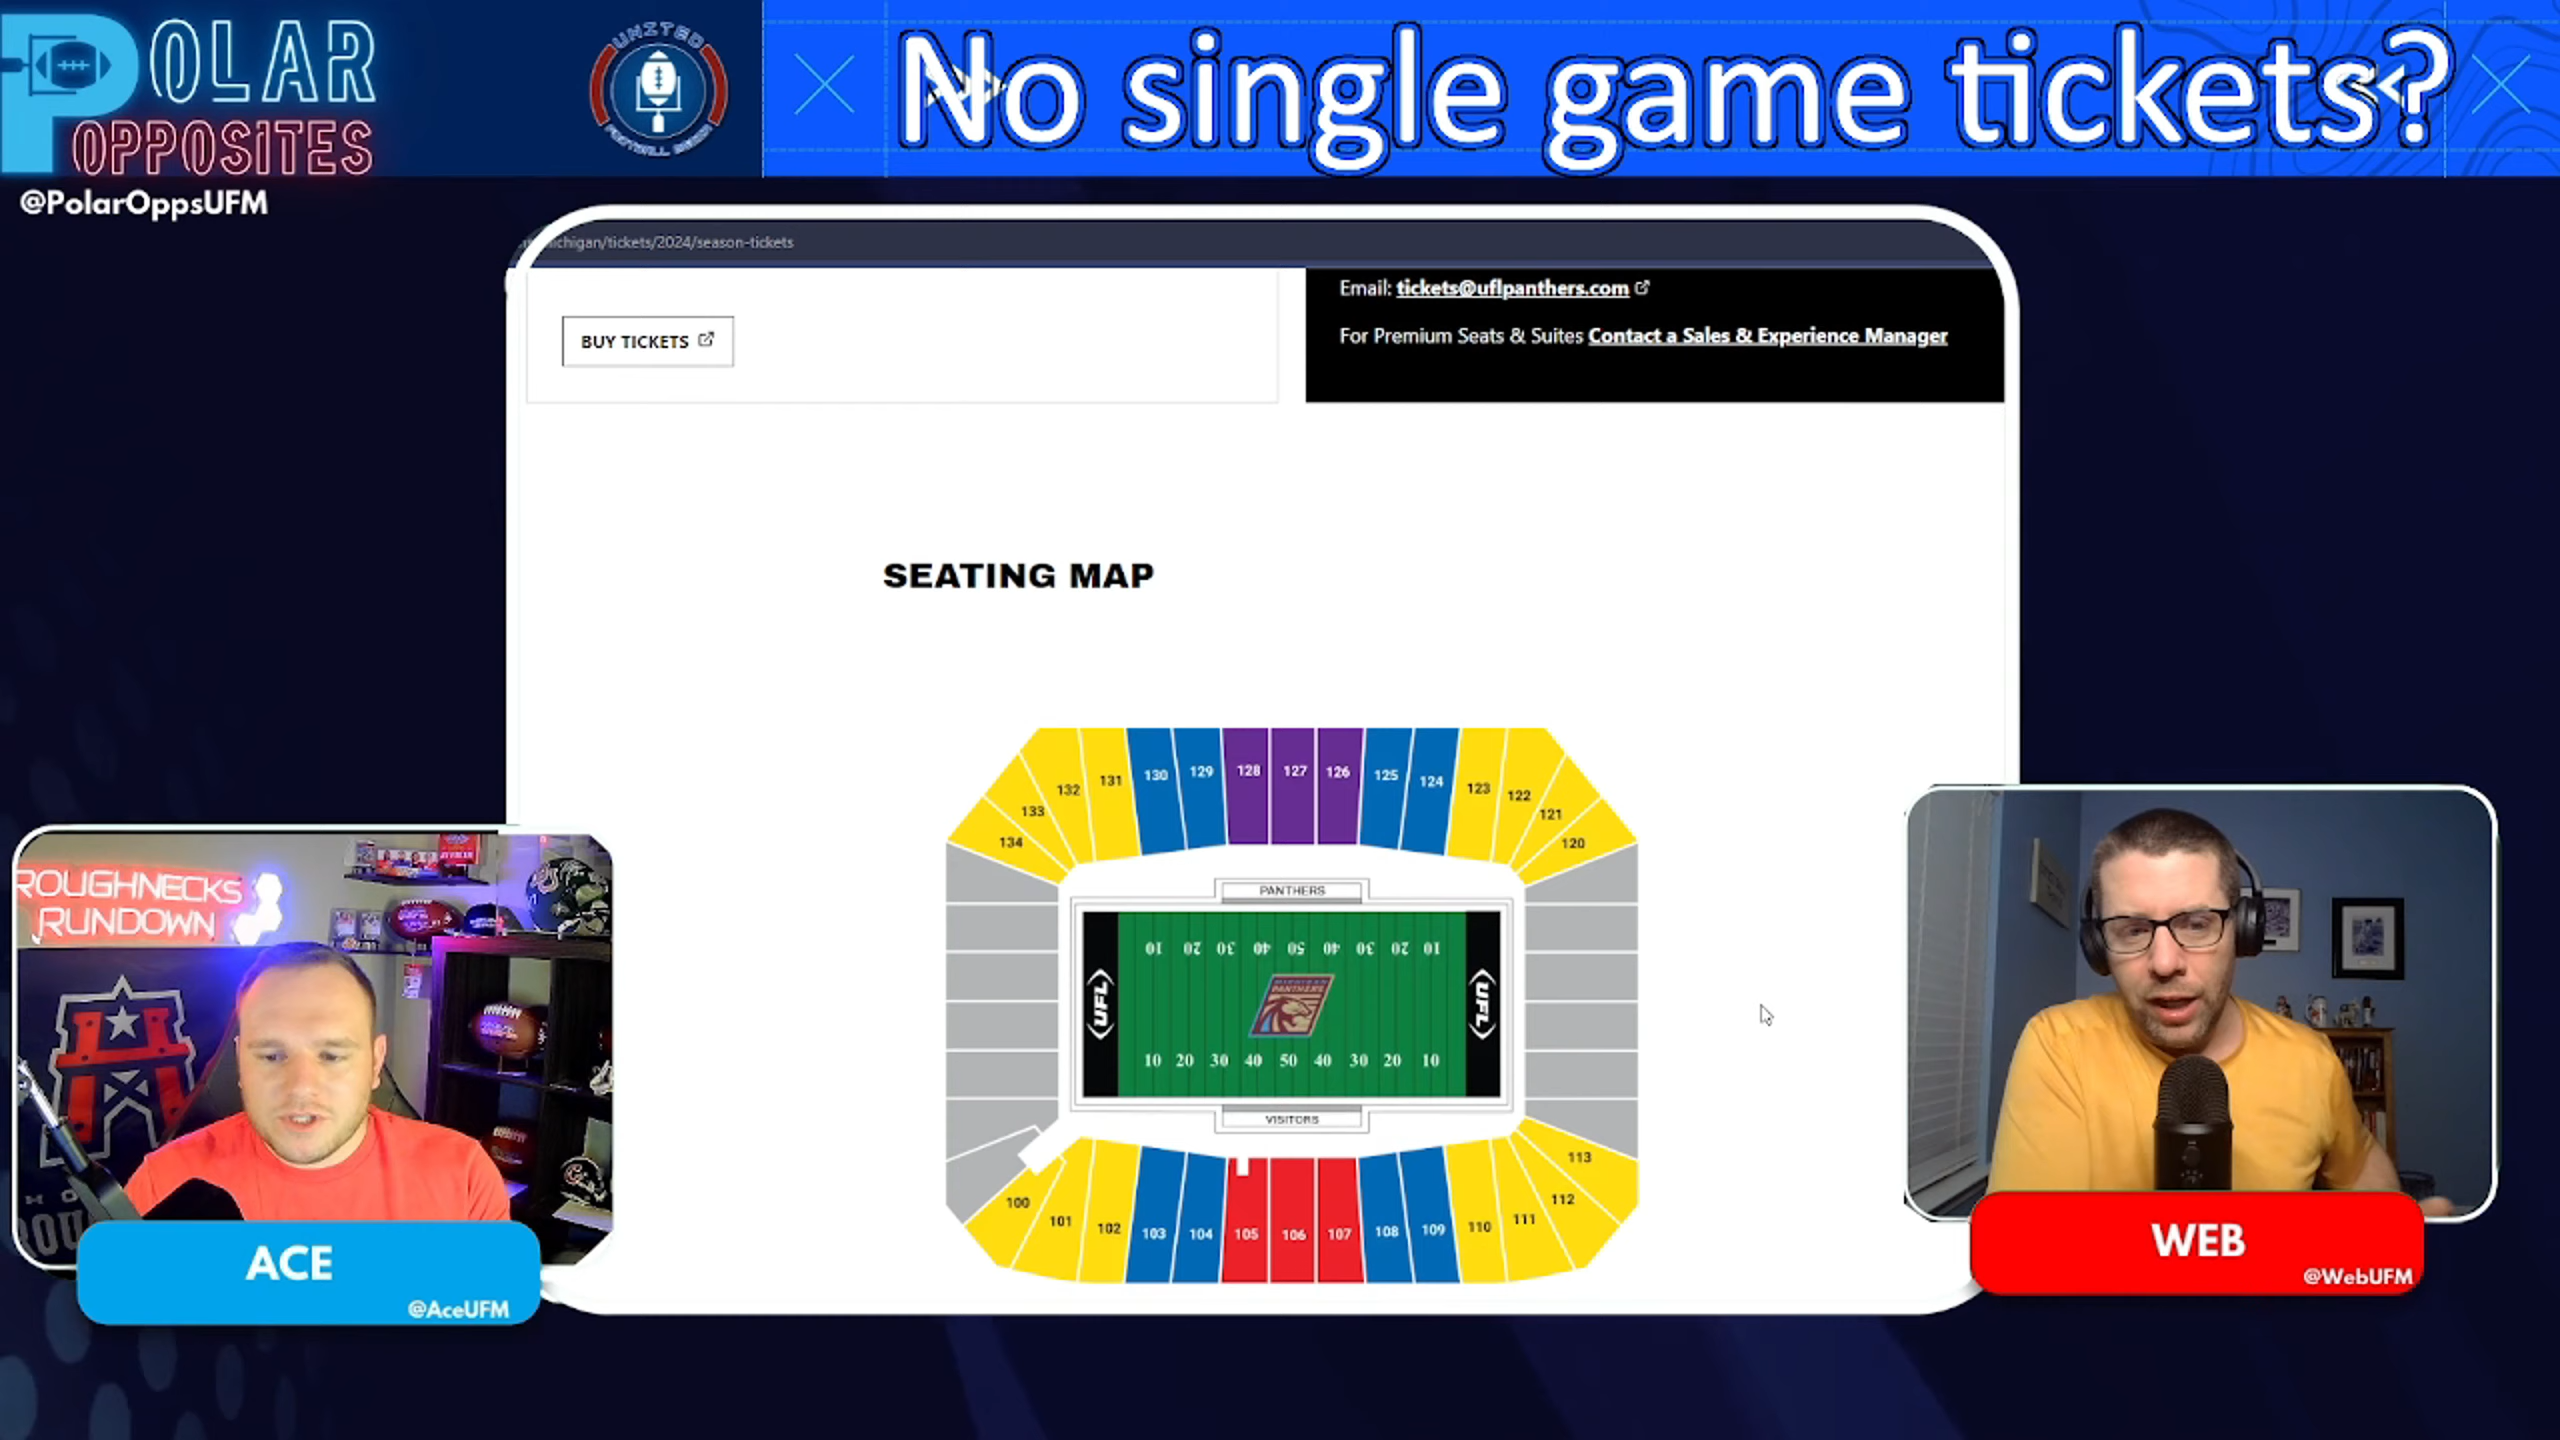 POLAR
OPPOSITES
@PolarOppsUFM
UNITED
No single game tickets?
ichigan/tickets/2024/season-tickets
BUY TICKETS
Email: tickets@uflpanthers.com
For Premium Seats & Suites Contact a Sales & Experience Manager
SEATING MAP
134 133 132 131 130 129 128 127 126 125 124 123 122 121 120
PANTHERS
10 20 30 40 50 40 30 20 10
UFL
PANTHERS
UFL
10 20 30 40 50 40 30 20 10
VISITORS
100 101 102 103 104 105 106 107 108 109 110 111 112 113
ROUGHNECKS
RUNDOWN
ACE
@AceUFM
WEB
@WebUFM